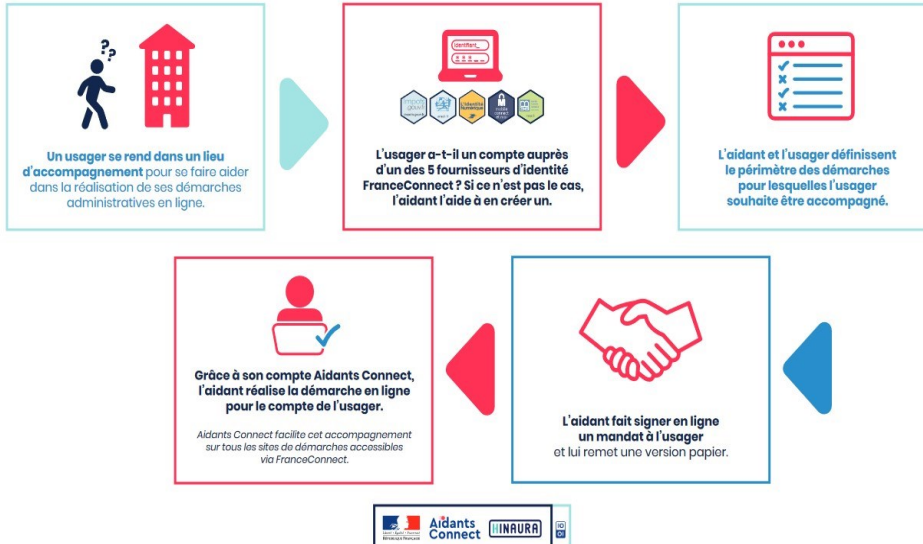 ??
Un usager se rend dans un lieu
d'accompagnement pour se faire aider
dans la réalisation de ses démarches
administratives en ligne.
identifiant_
L'identité
Numérique
L'usager a-t-il un compte auprès
d'un des 5 fournisseurs d'identité
FranceConnect ? Si ce n'est pas le cas,
l'aidant l'aide à en créer un.
L'aidant et l'usager définissent
le périmètre des démarches
pour lesquelles l'usager
souhaite être accompagné.
Grâce à son compte Aidants Connect,
l'aidant réalise la démarche en ligne
pour le compte de l'usager.
Aidants Connect facilite cet accompagnement
sur tous les sites de démarches accessibles
via FranceConnect.
L'aidant fait signer en ligne
un mandat à l'usager
et lui remet une version papier.
RÉPUBLIQUE FRANÇAISE
Aidants
Connect
HINAURA